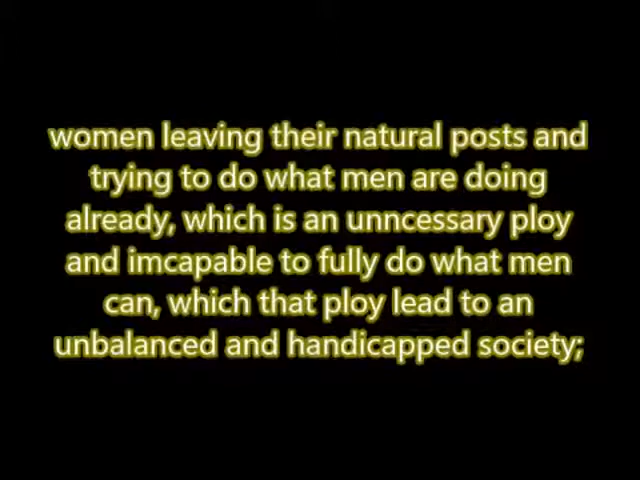 women leaving their natural posts and
trying to do what men are doing
already, which is an unncessary ploy
and imcapable to fully do what men
can, which that ploy lead to an
unbalanced and handicapped society;